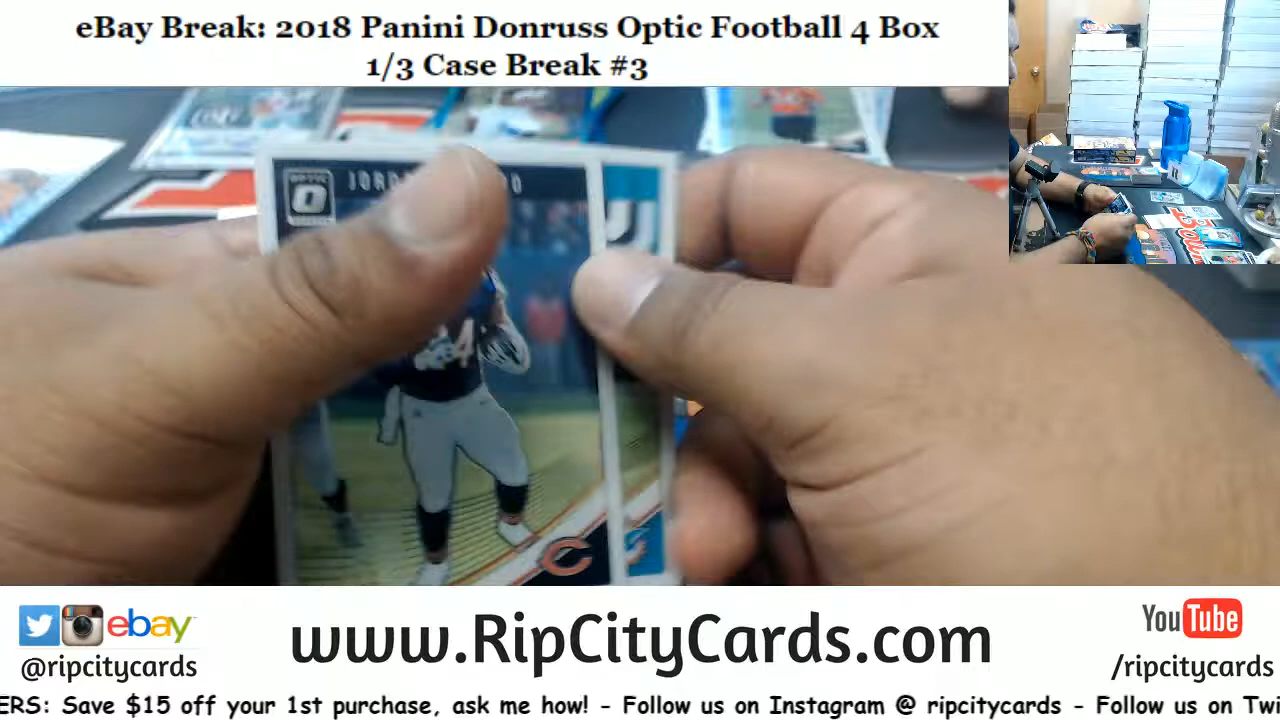 eBay Break: 2018 Panini Donruss Optic Football 4 Box
1/3 Case Break #3
ebay
@ripcitycards
www.RipCityCards.com
YouTube
/ripcitycards
ERS: Save $15 off your 1st purchase, ask me how! - Follow us on Instagram @ ripcitycards - Follow us on Twi